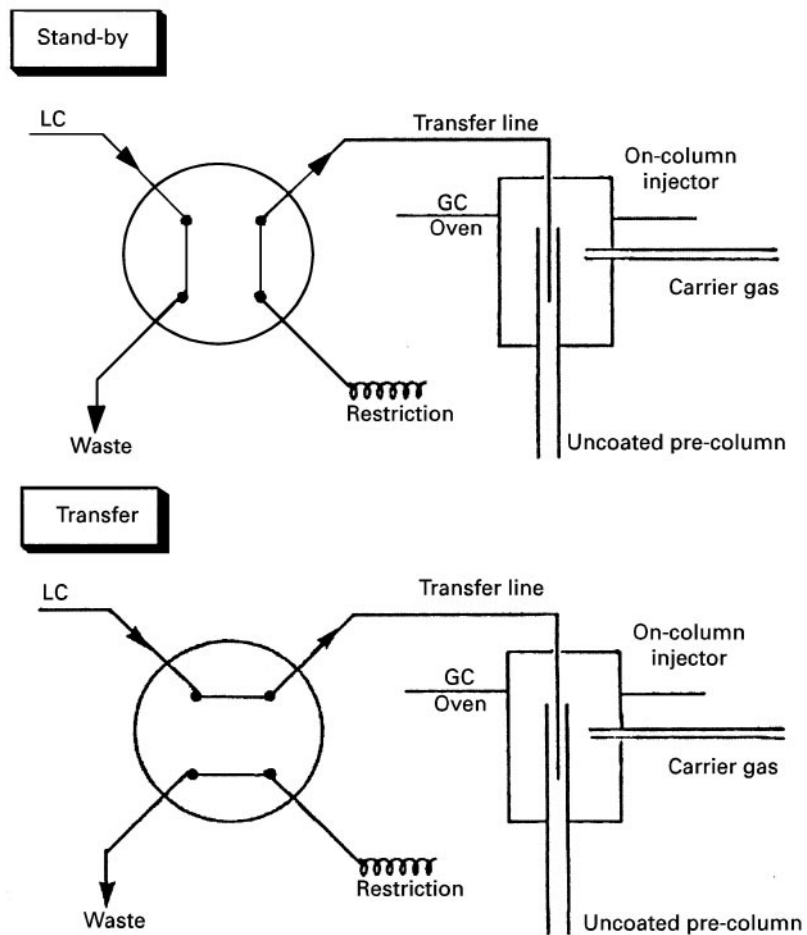 Stand-by
LC
Transfer line
On-column
injector
GC
Oven
Carrier gas
Restriction
Waste
Uncoated pre-column
Transfer
LC
Transfer line
On-column
injector
GC
Oven
Carrier gas
Restriction
Waste
Uncoated pre-column